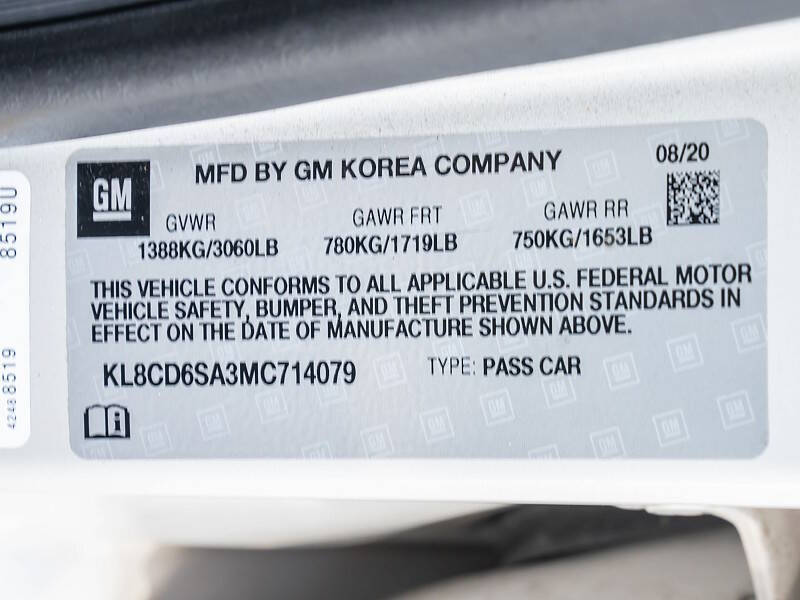 GM
MFD BY GM KOREA COMPANY
08/20
GVWR GAWR FRT GAWR RR
1388KG/3060LB 780KG/1719LB 750KG/1653LB
THIS VEHICLE CONFORMS TO ALL APPLICABLE U.S. FEDERAL MOTOR
VEHICLE SAFETY, BUMPER, AND THEFT PREVENTION STANDARDS IN
EFFECT ON THE DATE OF MANUFACTURE SHOWN ABOVE.
KL8CD6SA3MC714079 TYPE: PASS CAR
i
8519U
42488519